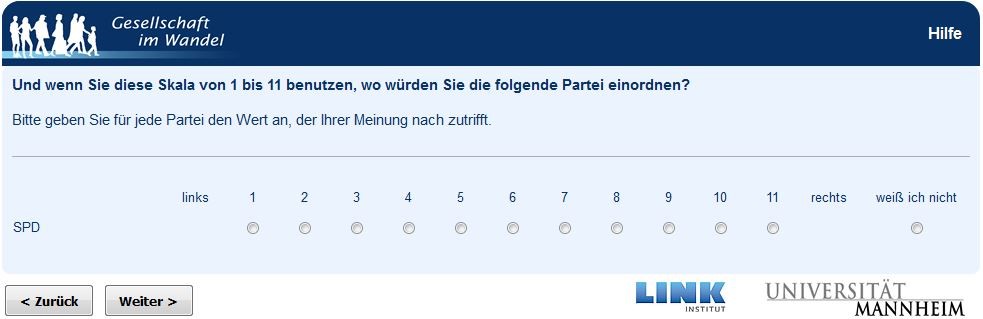 Gesellschaft
im Wandel
Hilfe
Und wenn Sie diese Skala von 1 bis 11 benutzen, wo würden Sie die folgende Partei einordnen?
Bitte geben Sie für jede Partei den Wert an, der Ihrer Meinung nach zutrifft.
links 1 2 3 4 5 6 7 8 9 10 11 rechts weiß ich nicht
SPD
< Zurück Weiter >
LINK
INSTITUT
UNIVERSITÄT
MANNHEIM